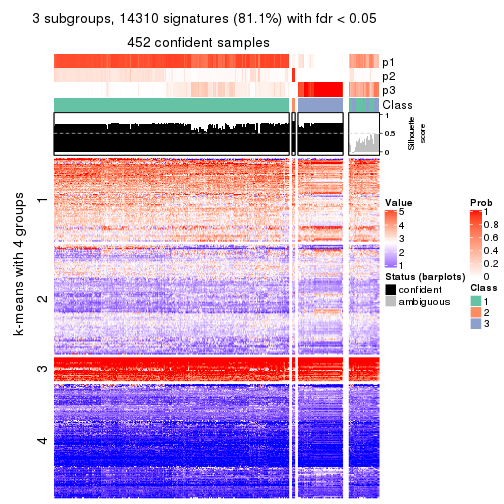 3 subgroups, 14310 signatures (81.1%) with fdr < 0.05
452 confident samples
p1
p2
p3
Class
1
0.5
0
Silhouette
score
k-means with 4 groups
1
2
3
4
Value
5
4
3
2
1
Status (barplots)
confident
ambiguous
Prob
1
0.8
0.6
0.4
0.2
0
Class
1
2
3